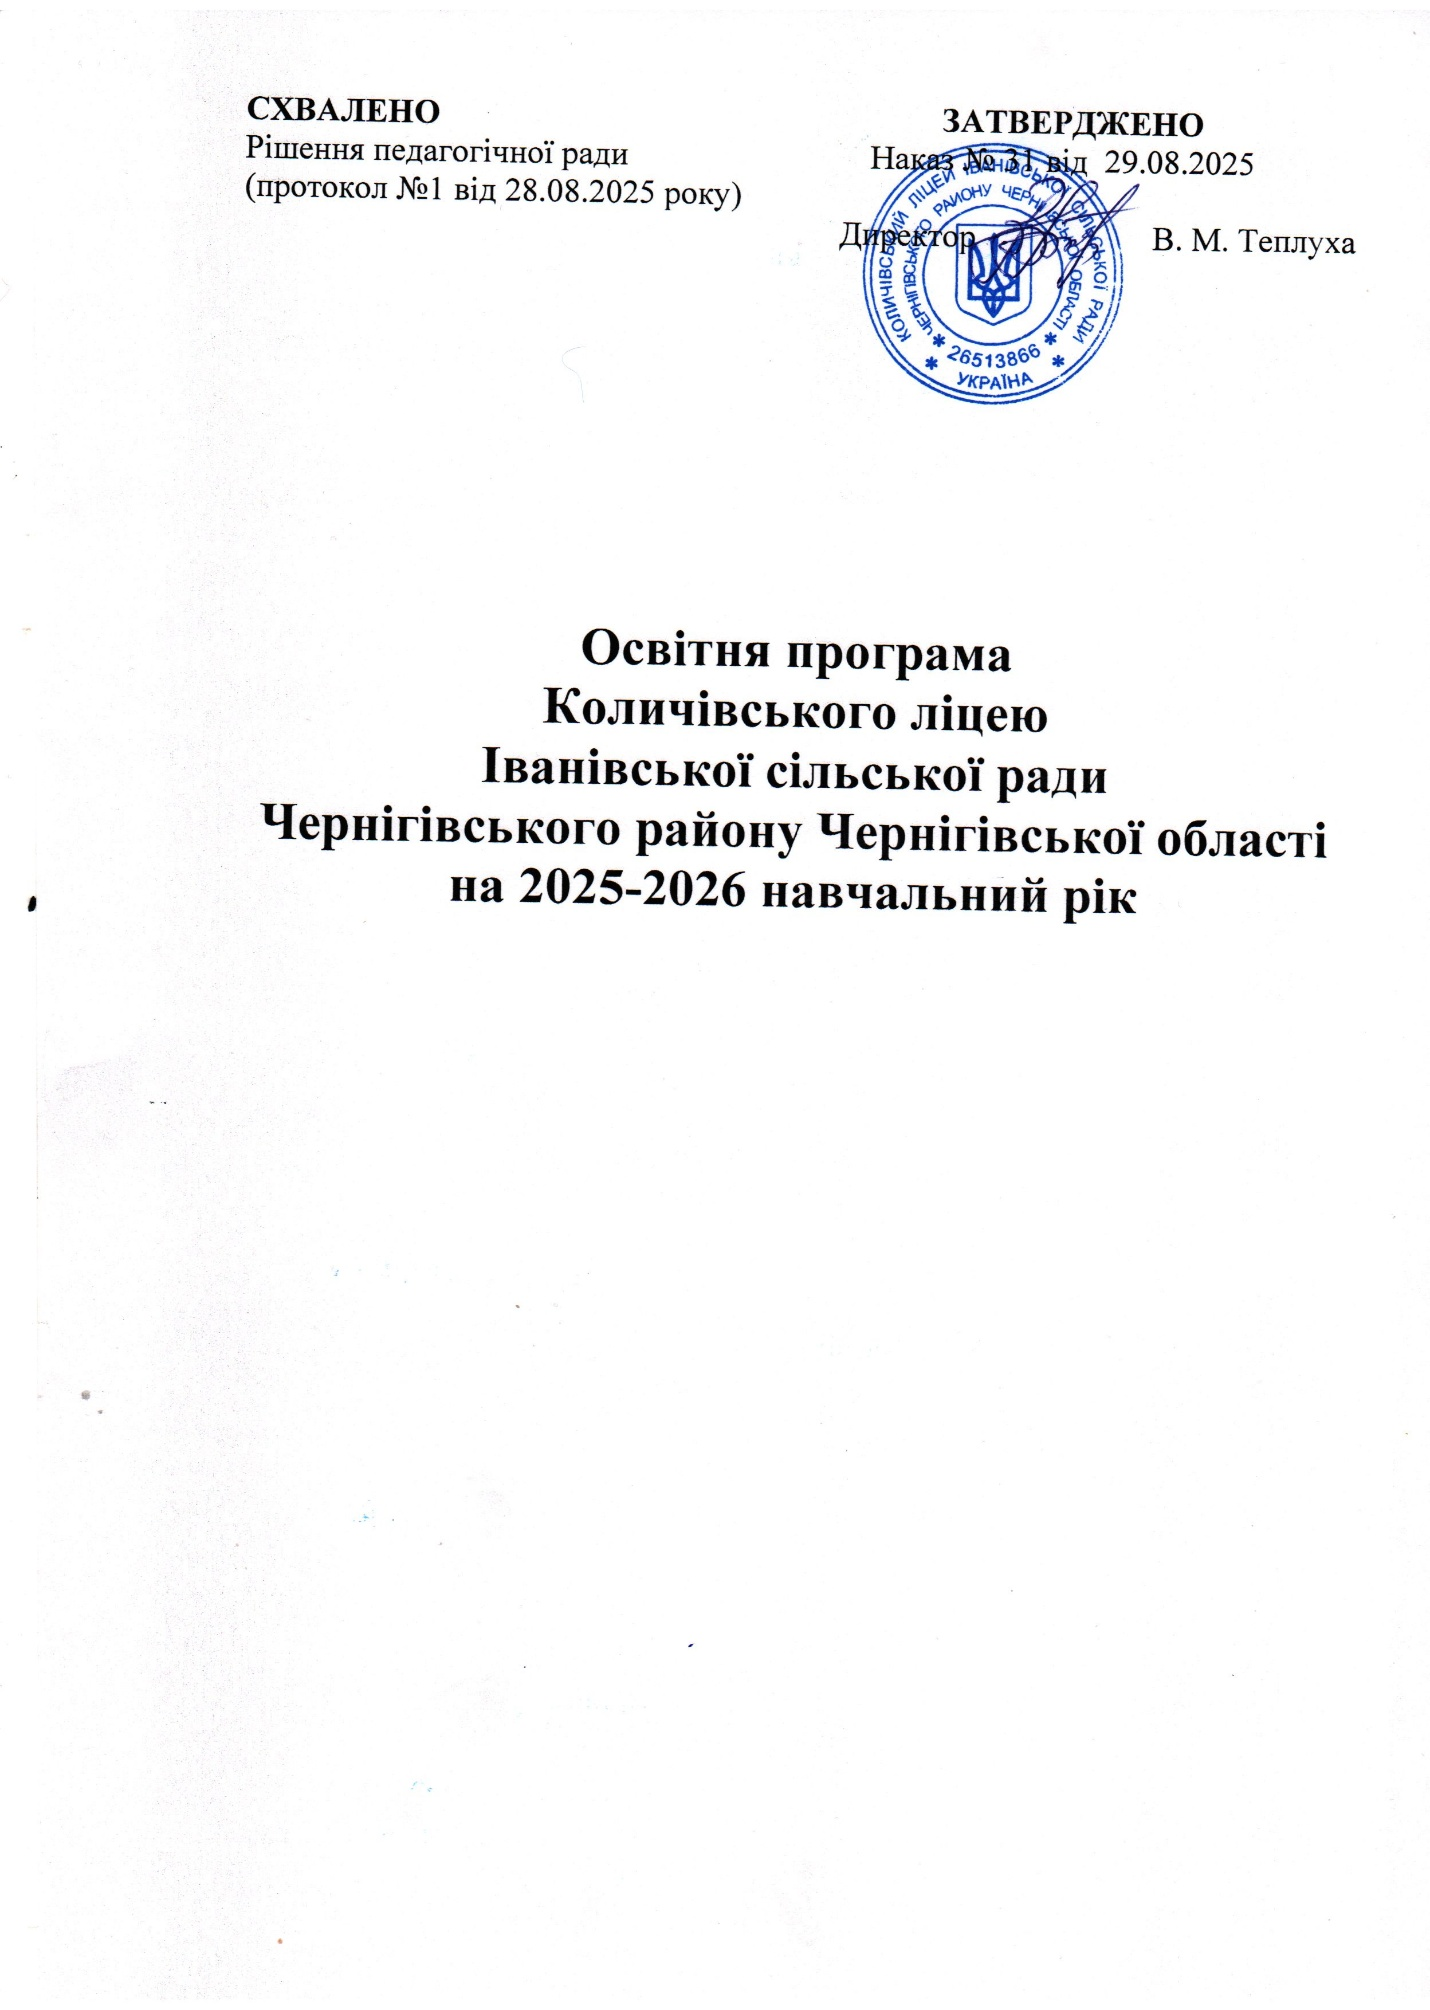 СХВАЛЕНО
Рішення педагогічної ради
(протокол №1 від 28.08.2025 року)
ЗАТВЕРДЖЕНО
Наказ № 31 від 29.08.2025
Директор В. М. Теплуха
КОЛИЧІВСЬКИЙ ЛІЦЕЙ ІВАНІВСЬКОЇ СІЛЬСЬКОЇ РАДИ
ЧЕРНІГІВСЬКОГО РАЙОНУ ЧЕРНІГІВСЬКОЇ ОБЛАСТІ
* 26513866 *
* УКРАЇНА *
Освітня програма
Количівського ліцею
Іванівської сільської ради
Чернігівського району Чернігівської області
на 2025-2026 навчальний рік